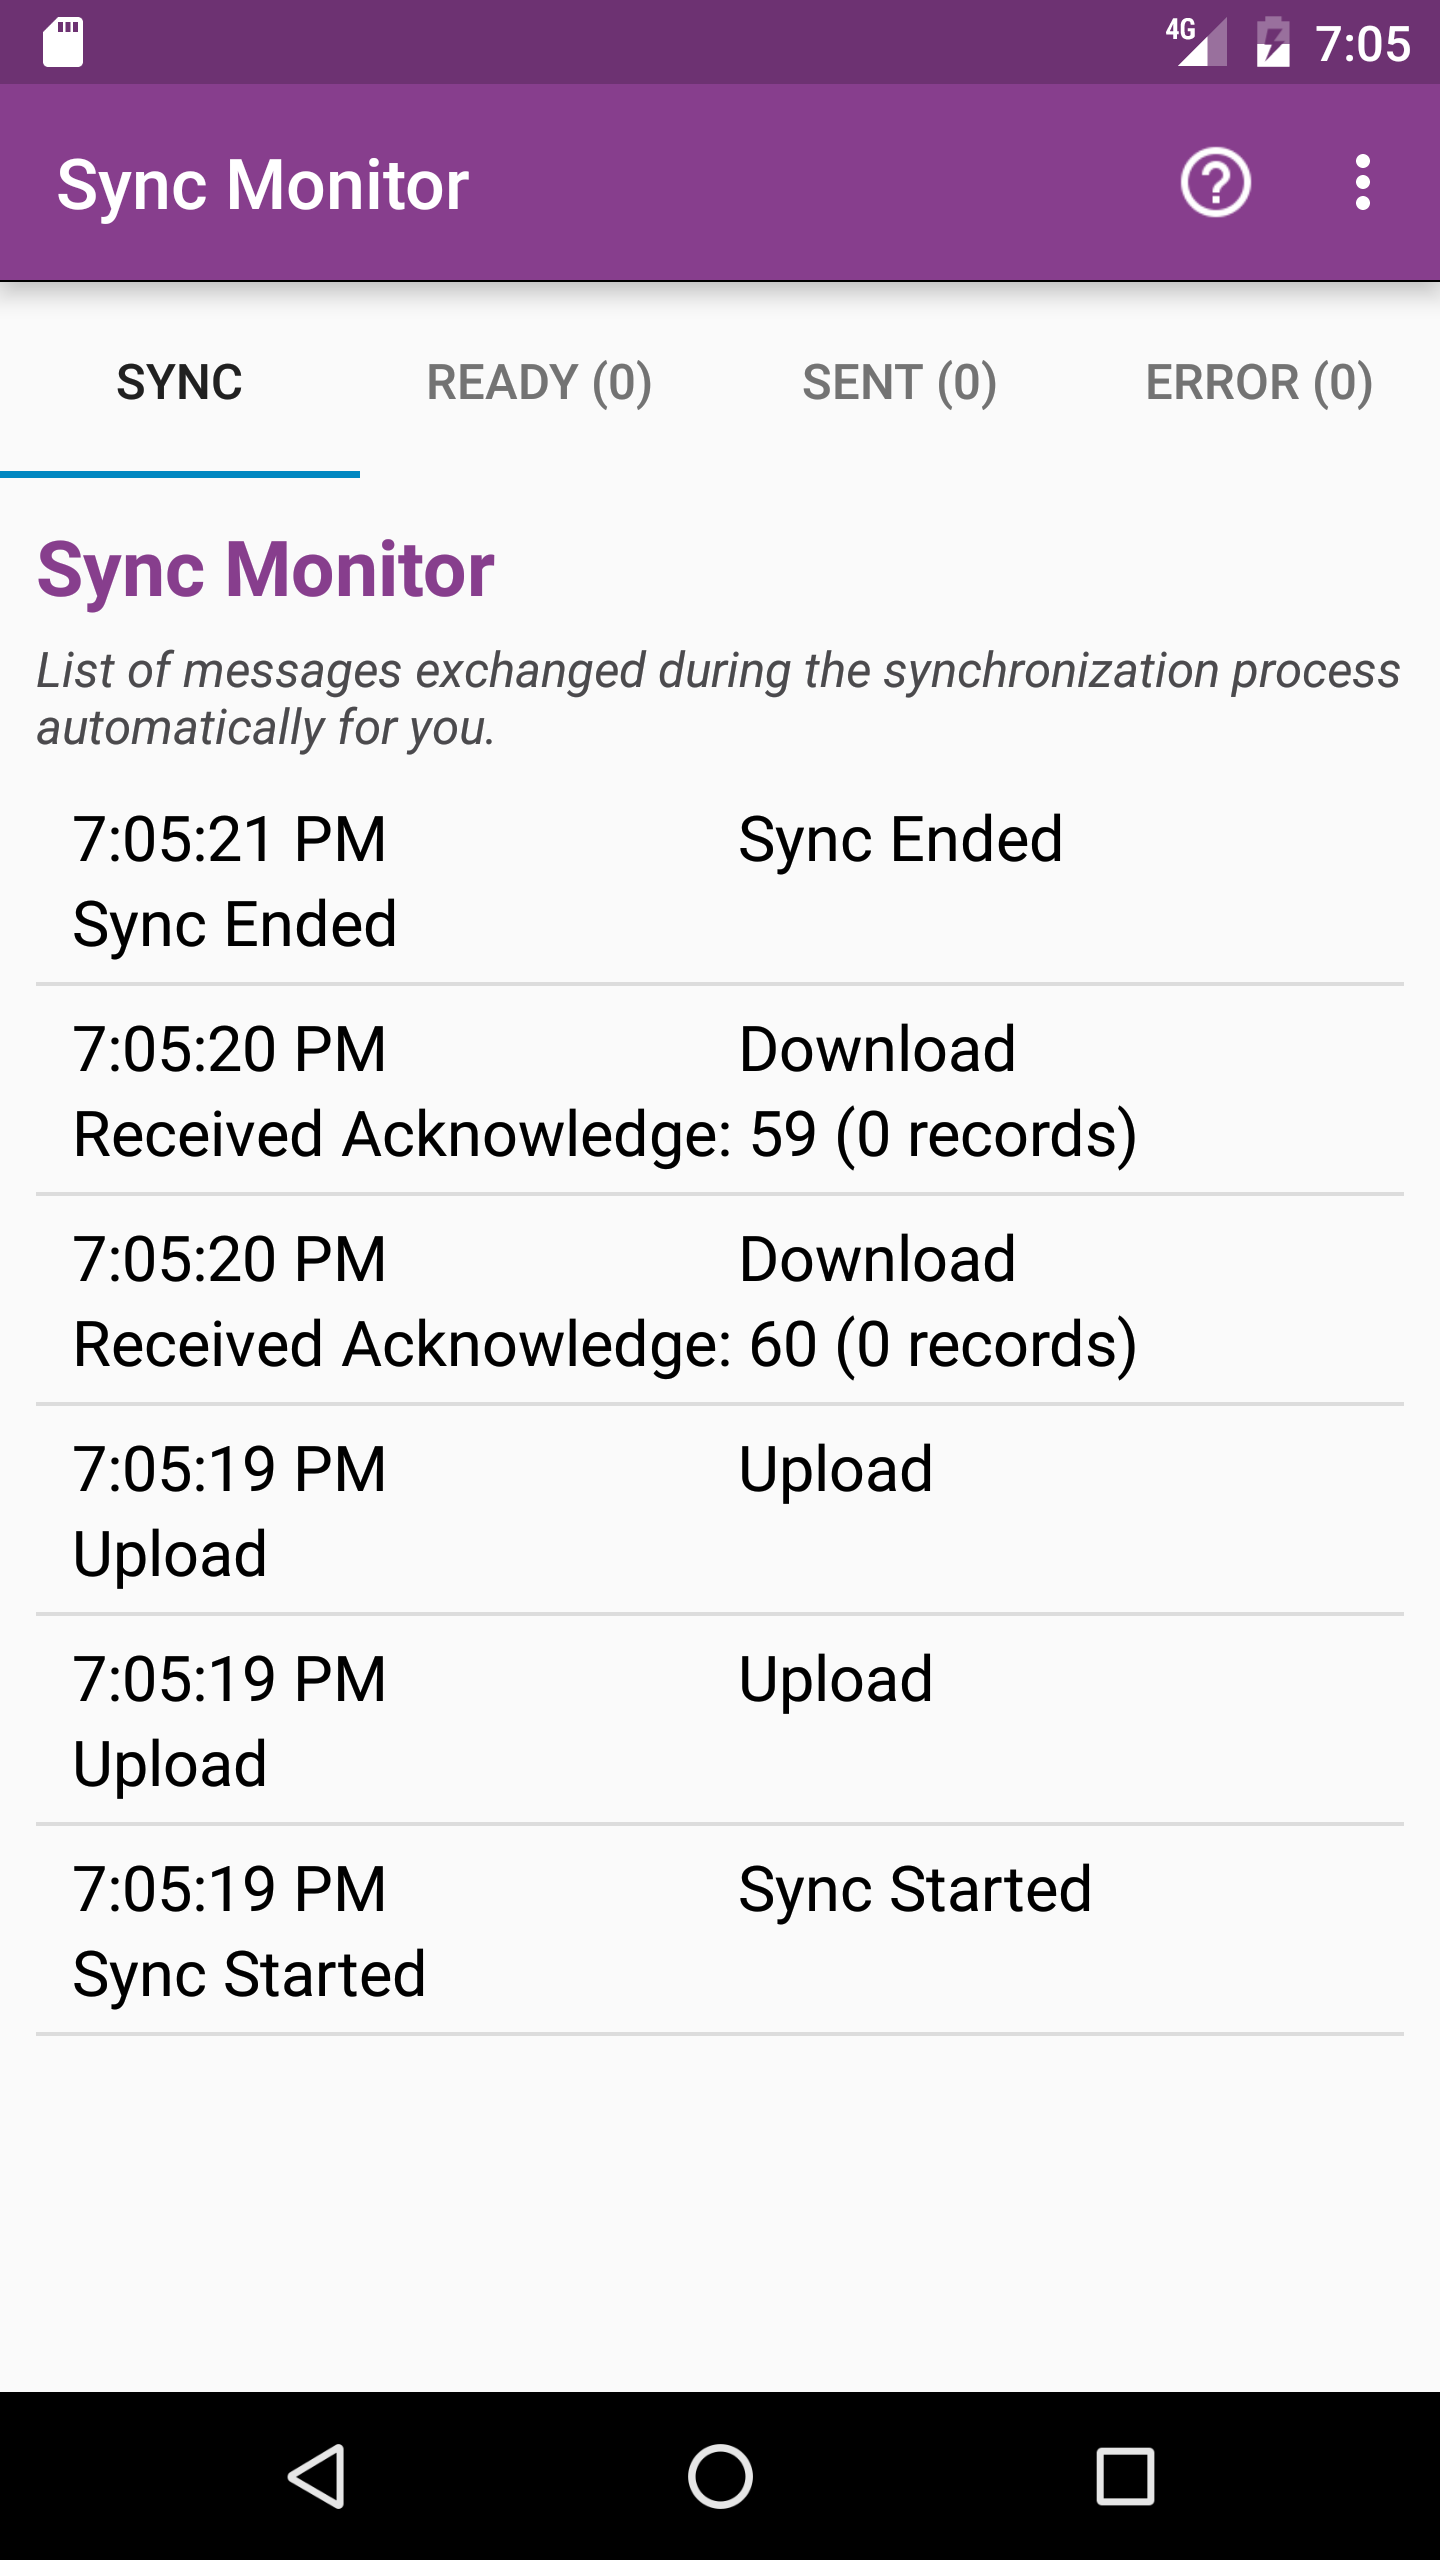 4G 7:05
Sync Monitor
SYNC READY (0) SENT (0) ERROR (0)
Sync Monitor
List of messages exchanged during the synchronization process
automatically for you.
7:05:21 PM Sync Ended
Sync Ended
7:05:20 PM Download
Received Acknowledge: 59 (0 records)
7:05:20 PM Download
Received Acknowledge: 60 (0 records)
7:05:19 PM Upload
Upload
7:05:19 PM Upload
Upload
7:05:19 PM Sync Started
Sync Started